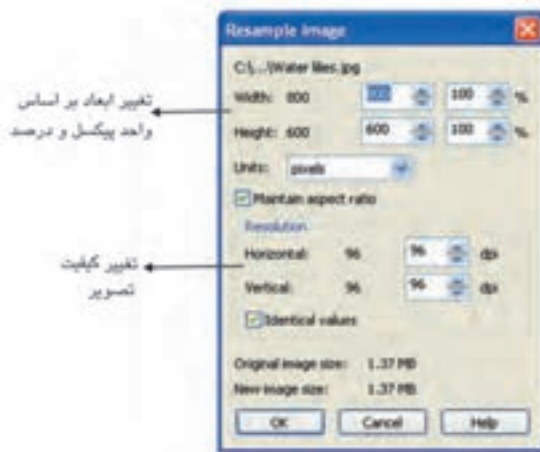 Resample Image
C:\...\Water lilies.jpg
Width: 800 800 100 %
Height: 600 600 100 %
Units: pixels
Maintain aspect ratio
Resolution
Horizontal: 96 96 dpi
Vertical: 96 96 dpi
Identical values
Original image size: 1.37 MB
New image size: 1.37 MB
OK Cancel Help
تغییر ابعاد بر اساس
واحد پیکسل و درصد
تغییر کیفیت
تصویر